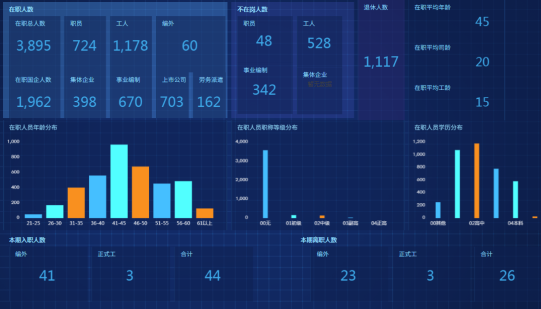 在职人数
在职总人数 职员 工人 编外
3,895 724 1,178 60
在职国企人数 集体企业 事业编制 上市公司 劳务派遣
1,962 398 670 703 162
不在岗人数
职员 工人
48 528
事业编制 集体企业
342
退休人数
1,117
在职平均年龄
45
在职平均司龄
20
在职平均工龄
15
在职人员年龄分布
1,000
800
600
400
200
0
21-25 26-30 31-35 36-40 41-45 46-50 51-55 56-60 61以上
在职人员职称等级分布
4,000
3,000
2,000
1,000
0
00无 01初级 02中级 03副高 04正高
在职人员学历分布
1,200
1,000
800
600
400
200
0
02高中 04本科
本期入职人数
编外 正式工 合计
41 3 44
本期离职人数
编外 正式工 合计
23 3 26